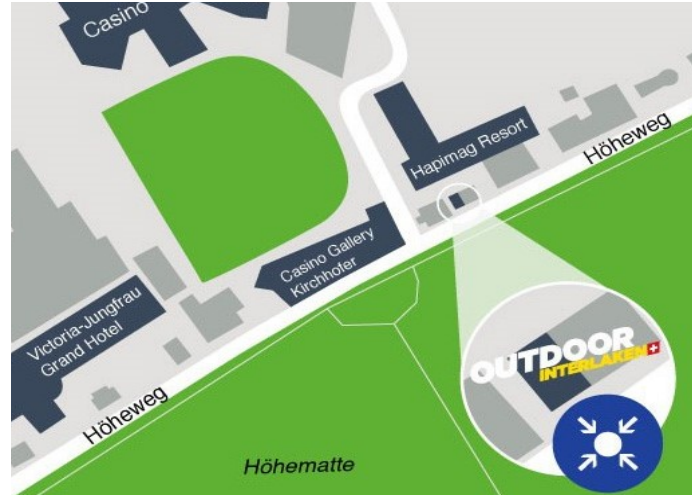 Casino
Hapimag Resort
Höheweg
Casino Gallery
Kirchhofer
Victoria-Jungfrau
Grand Hotel
Höheweg
OUTDOOR
INTERLAKEN
Höhematte